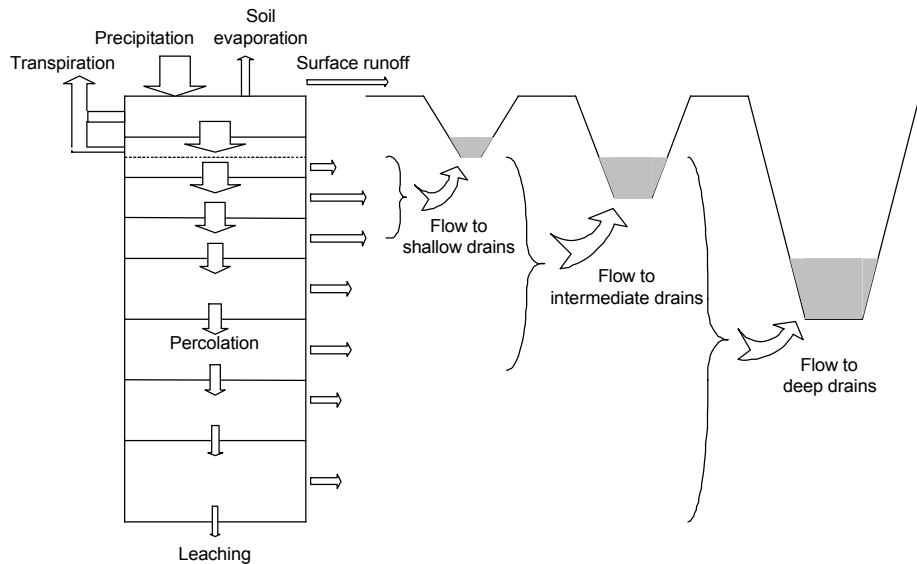 Soil
evaporation
Precipitation
Transpiration
Surface runoff
Flow to
shallow drains
Flow to
intermediate drains
Percolation
Flow to
deep drains
Leaching